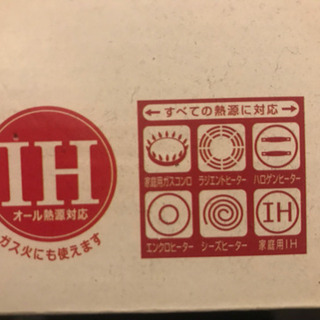 IH
オール熱源対応
ガス火にも使えます
すべての熱源に対応
家庭用ガスコンロ ラジエントヒーター ハロゲンヒーター
IH
エンクロヒーター シーズヒーター 家庭用IH